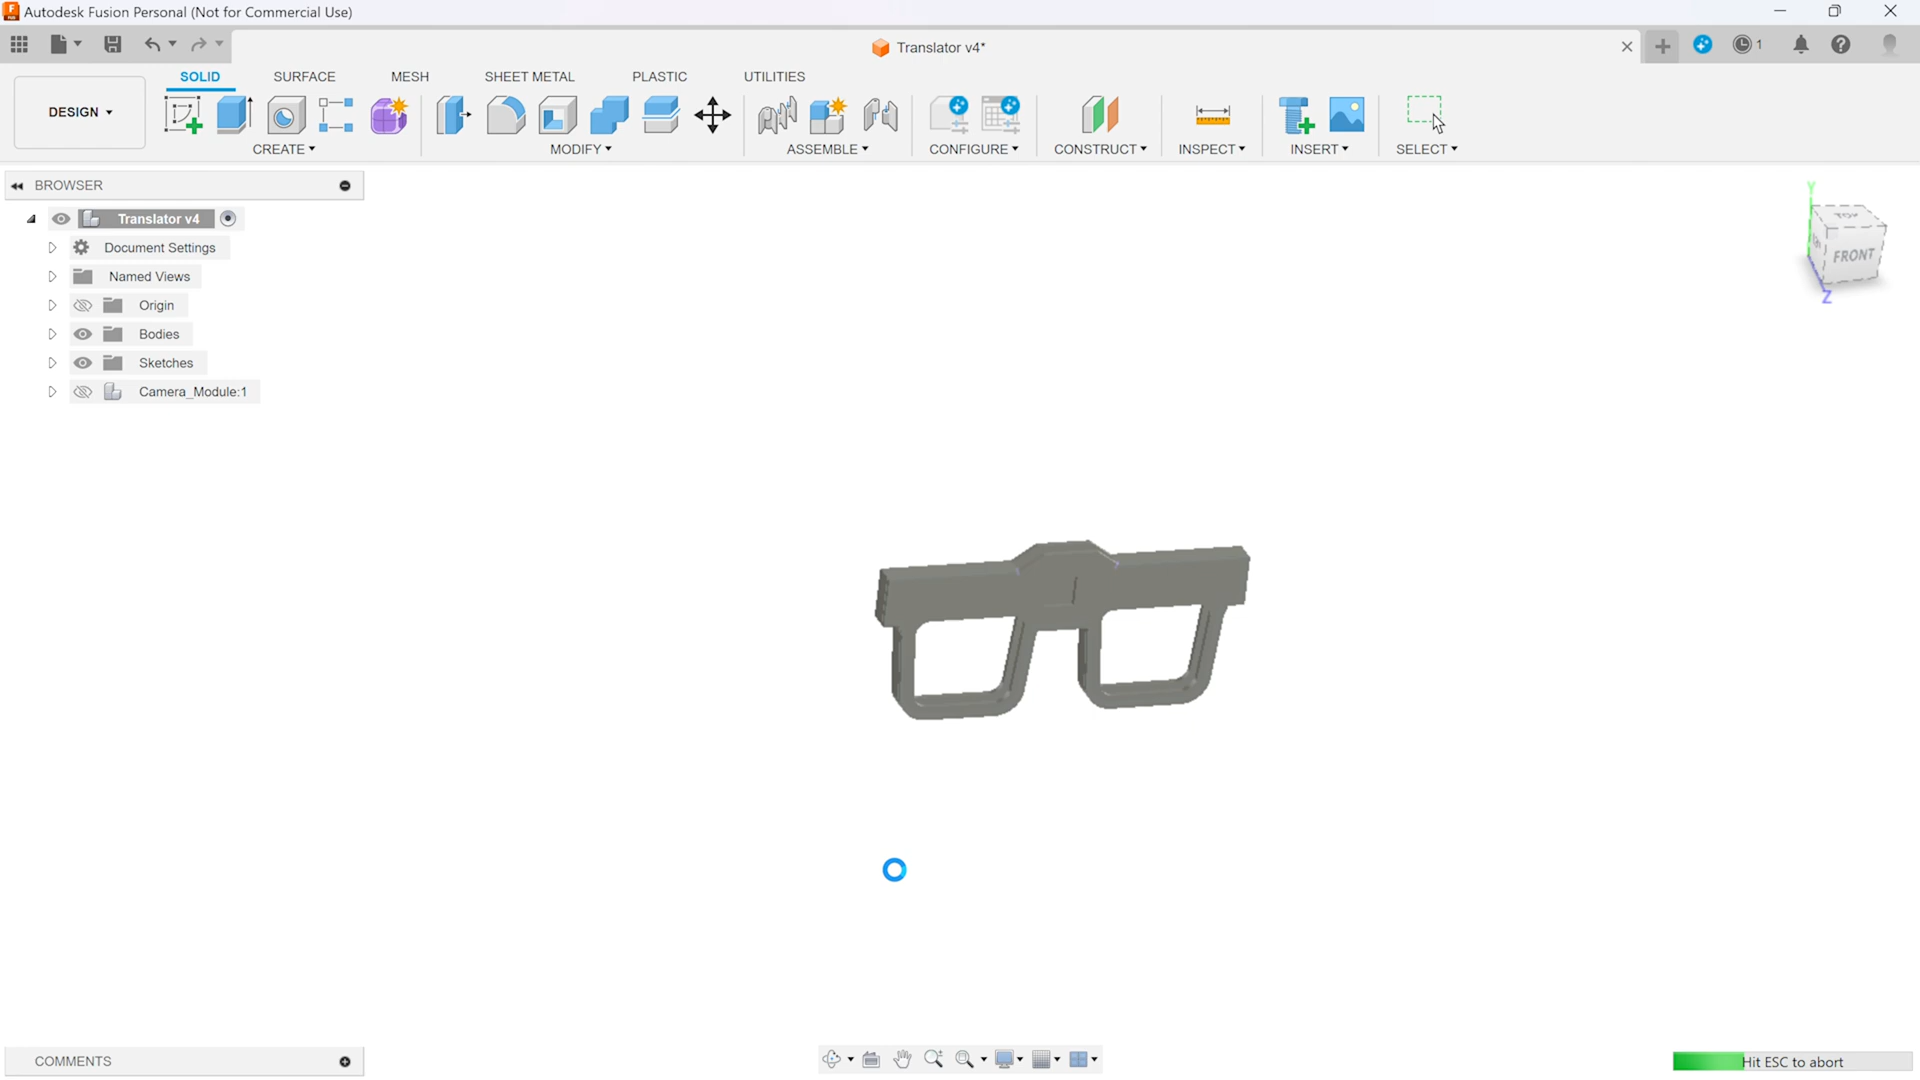 Autodesk Fusion Personal (Not for Commercial Use)
Translator v4*
1
SOLID
SURFACE
MESH
SHEET METAL
PLASTIC
UTILITIES
DESIGN
CREATE
MODIFY
ASSEMBLE
CONFIGURE
CONSTRUCT
INSPECT
INSERT
SELECT
BROWSER
Translator v4
Document Settings
Named Views
Origin
Bodies
Sketches
Camera_Module:1
Y
TOP
FRONT
Z
COMMENTS
Hit ESC to abort